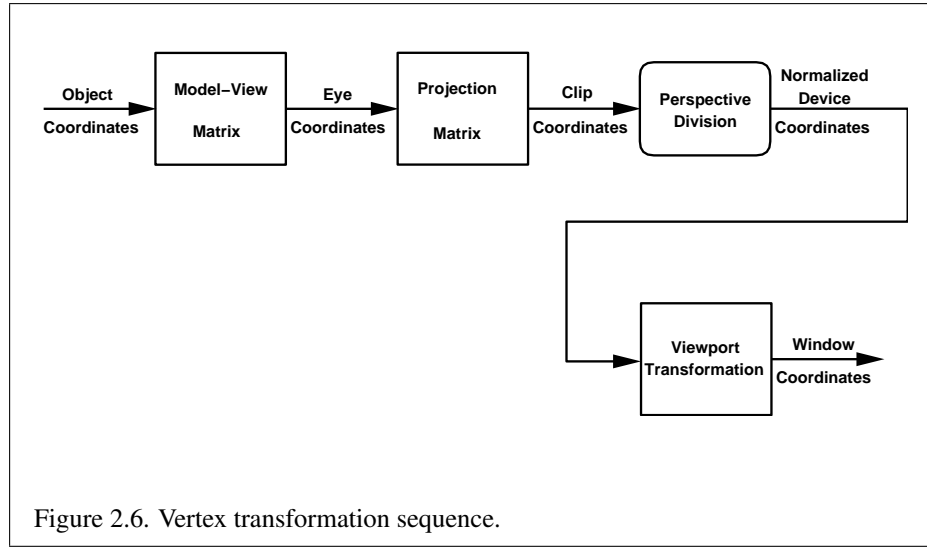 Object
Coordinates
Model–View
Matrix
Eye
Coordinates
Projection
Matrix
Clip
Coordinates
Perspective
Division
Normalized
Device
Coordinates
Viewport
Transformation
Window
Coordinates
Figure 2.6. Vertex transformation sequence.